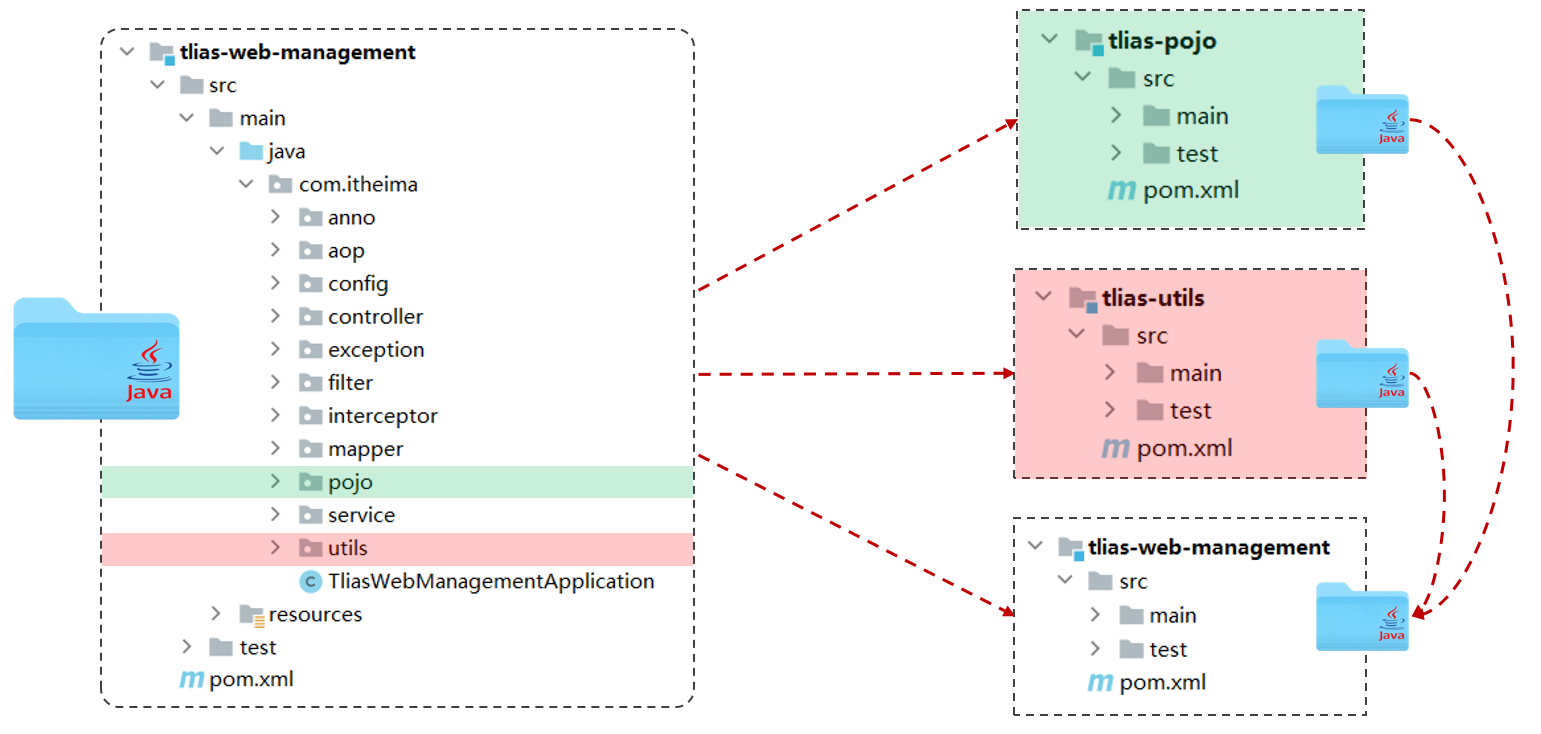 tlias-web-management
src
main
java
com.itheima
anno
aop
config
controller
exception
filter
interceptor
mapper
pojo
service
utils
C TliasWebManagementApplication
resources
test
m pom.xml
Java
tlias-pojo
src
main
test
m pom.xml
Java
tlias-utils
src
main
test
m pom.xml
Java
tlias-web-management
src
main
test
m pom.xml
Java